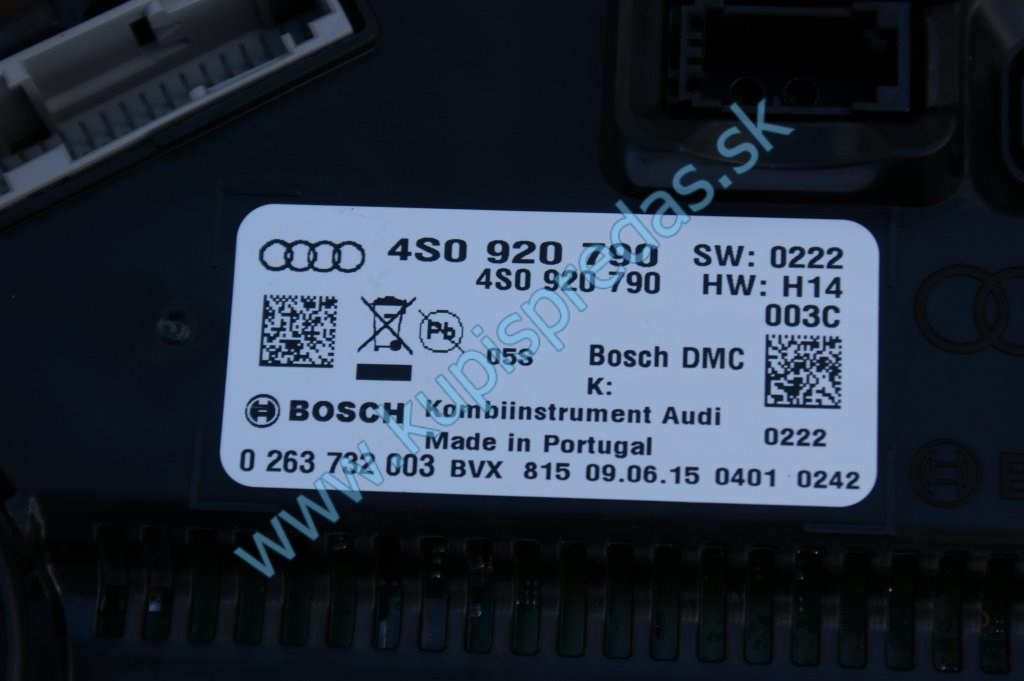 4S0 920 790 SW: 0222
4S0 920 790 HW: H14
003C
Pb
05S Bosch DMC
K:
BOSCH Kombiinstrument Audi
Made in Portugal 0222
0 263 732 003 BVX 815 09.06.15 0401 0242
www.kupispredas.sk